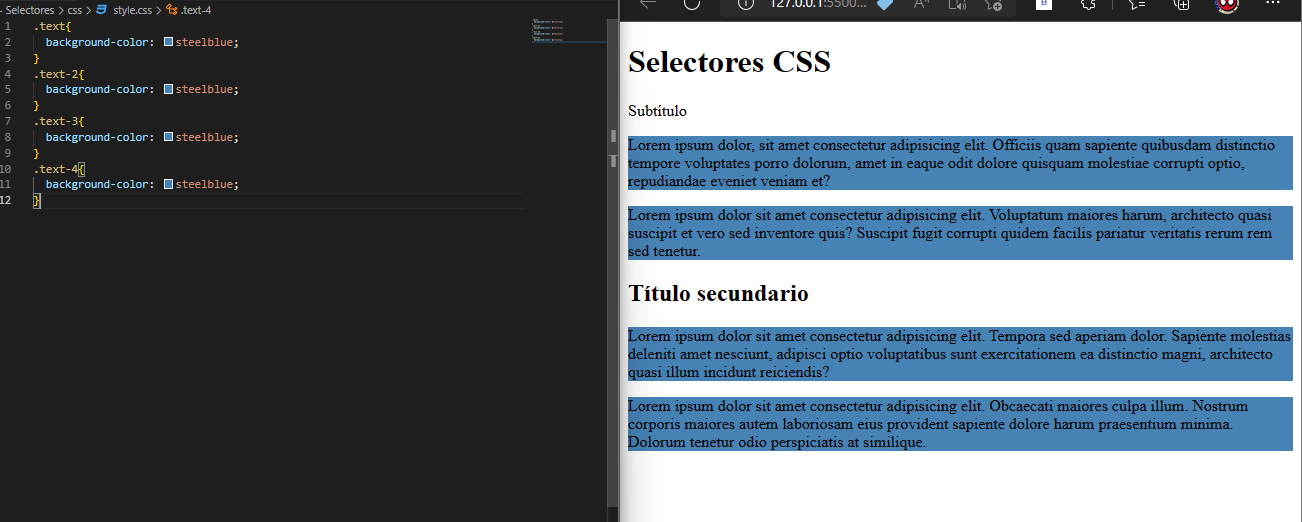 - Selectores > css > style.css > .text-4
1 .text{
2 background-color: steelblue;
3 }
4 .text-2{
5 background-color: steelblue;
6 }
7 .text-3{
8 background-color: steelblue;
9 }
10 .text-4{
11 background-color: steelblue;
12 }
127.0.0.1:5500...
B
Selectores CSS
Subtítulo
Lorem ipsum dolor, sit amet consectetur adipisicing elit. Officiis quam sapiente quibusdam distinctio
tempore voluptates porro dolorum, amet in eaque odit dolore quisquam molestiae corrupti optio,
repudiandae eveniet veniam et?
Lorem ipsum dolor sit amet consectetur adipisicing elit. Voluptatum maiores harum, architecto quasi
suscipit et vero sed inventore quis? Suscipit fugit corrupti quidem facilis pariatur veritatis rerum rem
sed tenetur.
Título secundario
Lorem ipsum dolor sit amet consectetur adipisicing elit. Tempora sed aperiam dolor. Sapiente molestias
deleniti amet nesciunt, adipisci optio voluptatibus sunt exercitationem ea distinctio magni, architecto
quasi illum incidunt reiciendis?
Lorem ipsum dolor sit amet consectetur adipisicing elit. Obcaecati maiores culpa illum. Nostrum
corporis maiores autem laboriosam eius provident sapiente dolore harum praesentium minima.
Dolorum tenetur odio perspiciatis at similique.